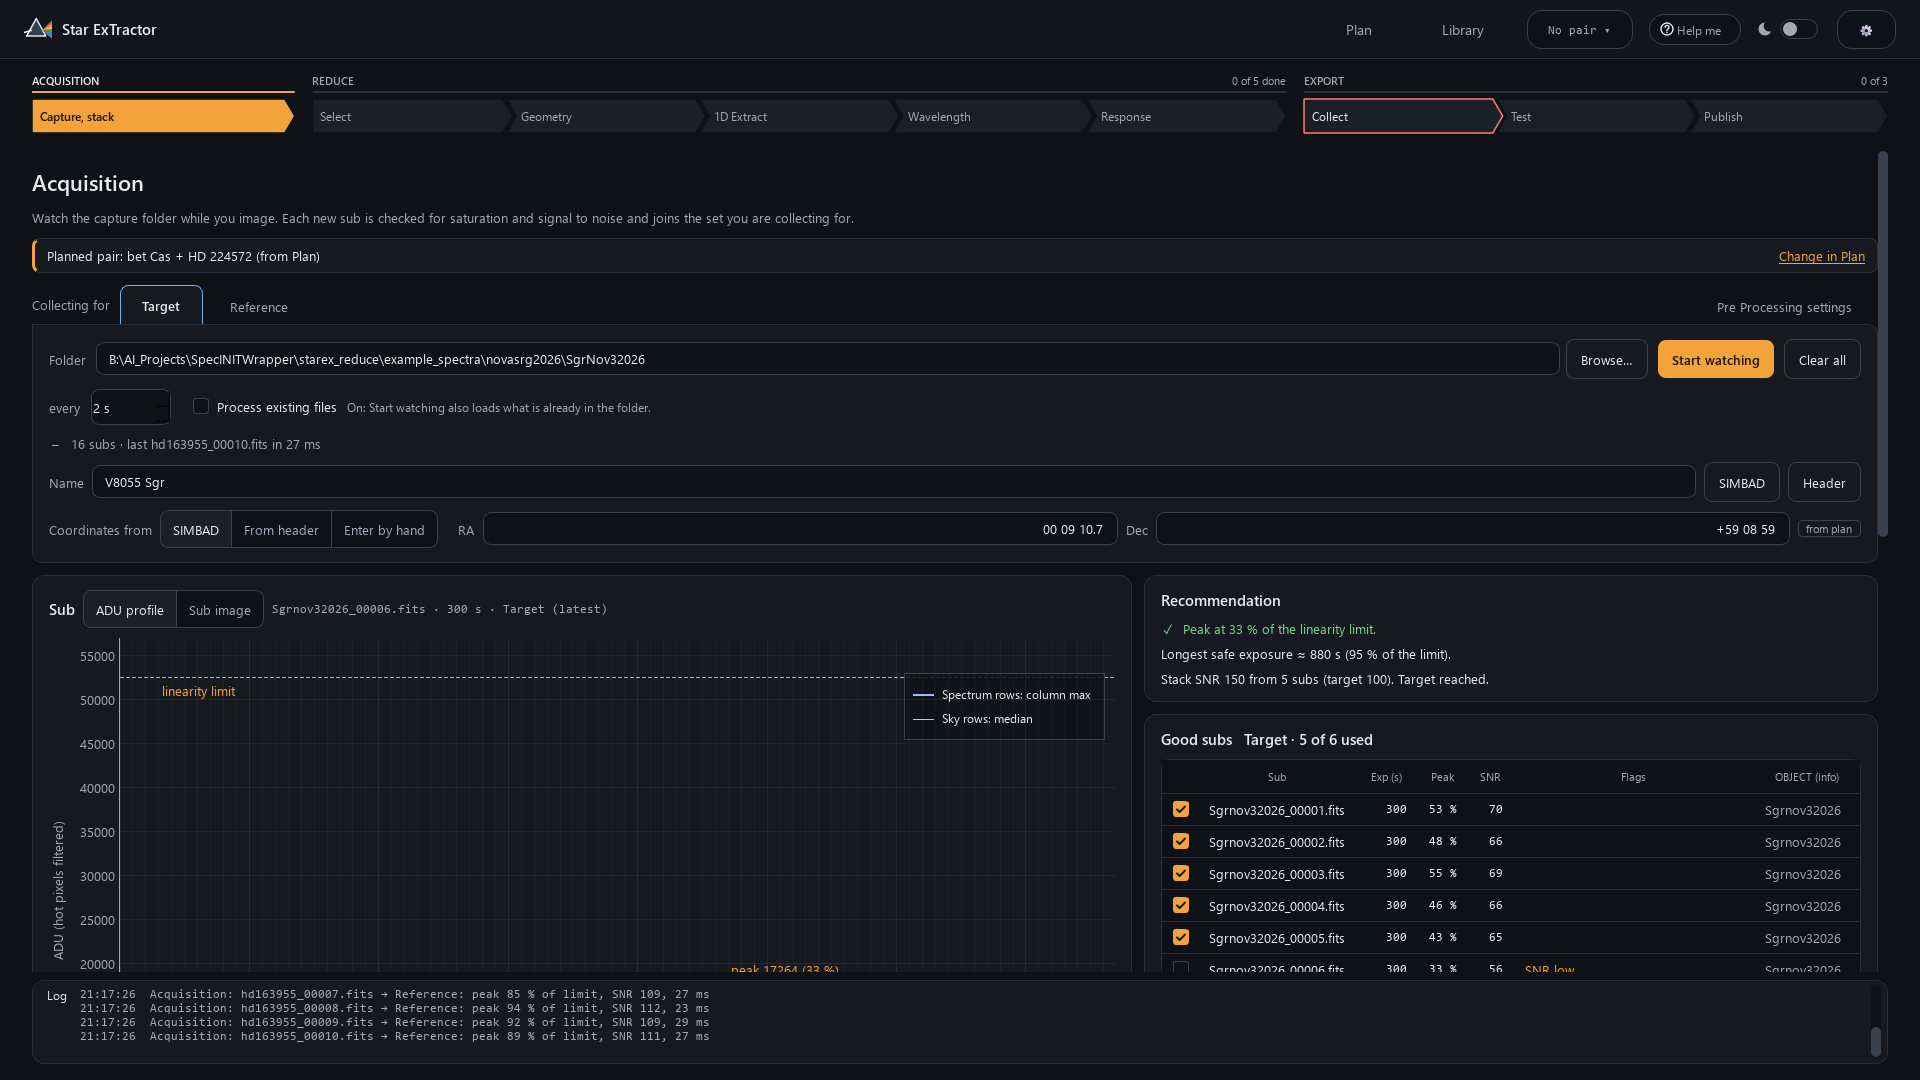 Star ExTractor
Plan
Library
No pair ▾
Help me
ACQUISITION
REDUCE
0 of 5 done
EXPORT
0 of 3
Capture, stack
Select
Geometry
1D Extract
Wavelength
Response
Collect
Test
Publish
Acquisition
Watch the capture folder while you image. Each new sub is checked for saturation and signal to noise and joins the set you are collecting for.
Planned pair: bet Cas + HD 224572 (from Plan)
Change in Plan
Collecting for
Target
Reference
Pre Processing settings
Folder
B:\AI_Projects\SpecINITWrapper\starex_reduce\example_spectra\novasrg2026\SgrNov32026
Browse...
Start watching
Clear all
every
2 s
Process existing files
On: Start watching also loads what is already in the folder.
– 16 subs · last hd163955_00010.fits in 27 ms
Name
V8055 Sgr
SIMBAD
Header
Coordinates from
SIMBAD
From header
Enter by hand
RA
00 09 10.7
Dec
+59 08 59
from plan
Sub
ADU profile
Sub image
Sgrnov32026_00006.fits · 300 s · Target (latest)
55000
50000
45000
40000
35000
30000
25000
20000
ADU (hot pixels filtered)
linearity limit
Spectrum rows: column max
Sky rows: median
peak 17264 (33 %)
Recommendation
✓ Peak at 33 % of the linearity limit.
Longest safe exposure ≈ 880 s (95 % of the limit).
Stack SNR 150 from 5 subs (target 100). Target reached.
Good subs Target · 5 of 6 used
Sub Exp (s) Peak SNR Flags OBJECT (info)
Sgrnov32026_00001.fits 300 53 % 70 Sgrnov32026
Sgrnov32026_00002.fits 300 48 % 66 Sgrnov32026
Sgrnov32026_00003.fits 300 55 % 69 Sgrnov32026
Sgrnov32026_00004.fits 300 46 % 66 Sgrnov32026
Sgrnov32026_00005.fits 300 43 % 65 Sgrnov32026
Sgrnov32026_00006.fits 300 33 % 56 SNR low Sgrnov32026
Log
21:17:26 Acquisition: hd163955_00007.fits → Reference: peak 85 % of limit, SNR 109, 27 ms
21:17:26 Acquisition: hd163955_00008.fits → Reference: peak 94 % of limit, SNR 112, 23 ms
21:17:26 Acquisition: hd163955_00009.fits → Reference: peak 92 % of limit, SNR 109, 29 ms
21:17:26 Acquisition: hd163955_00010.fits → Reference: peak 89 % of limit, SNR 111, 27 ms